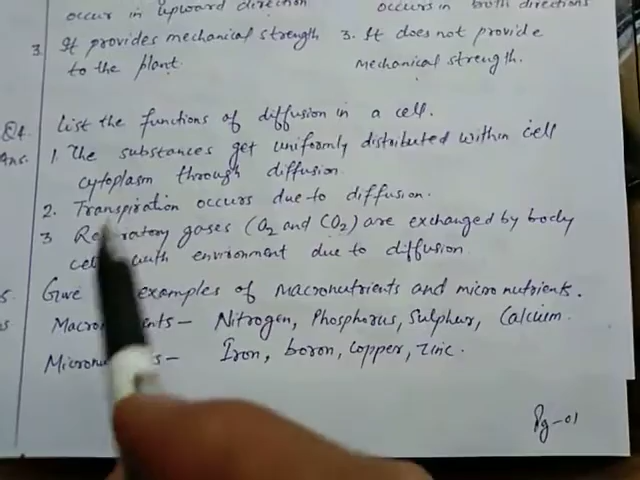 occur in upward direction
occurs in both directions
3. It provides mechanical strength
to the plant.
3. It does not provide
mechanical strength.
Q4. List the functions of diffusion in a cell.
Ans. 1. The substances get uniformly distributed within cell
cytoplasm through diffusion.
2. Transpiration occurs due to diffusion.
3 gases (O2 and CO2) are exchanged by body
with environment due to diffusion
5. Give examples of macronutrients and micronutrients.
s Nitrogen, Phosphorus, Sulphur, Calcium.
Iron, boron, copper, zinc.
Pg-01